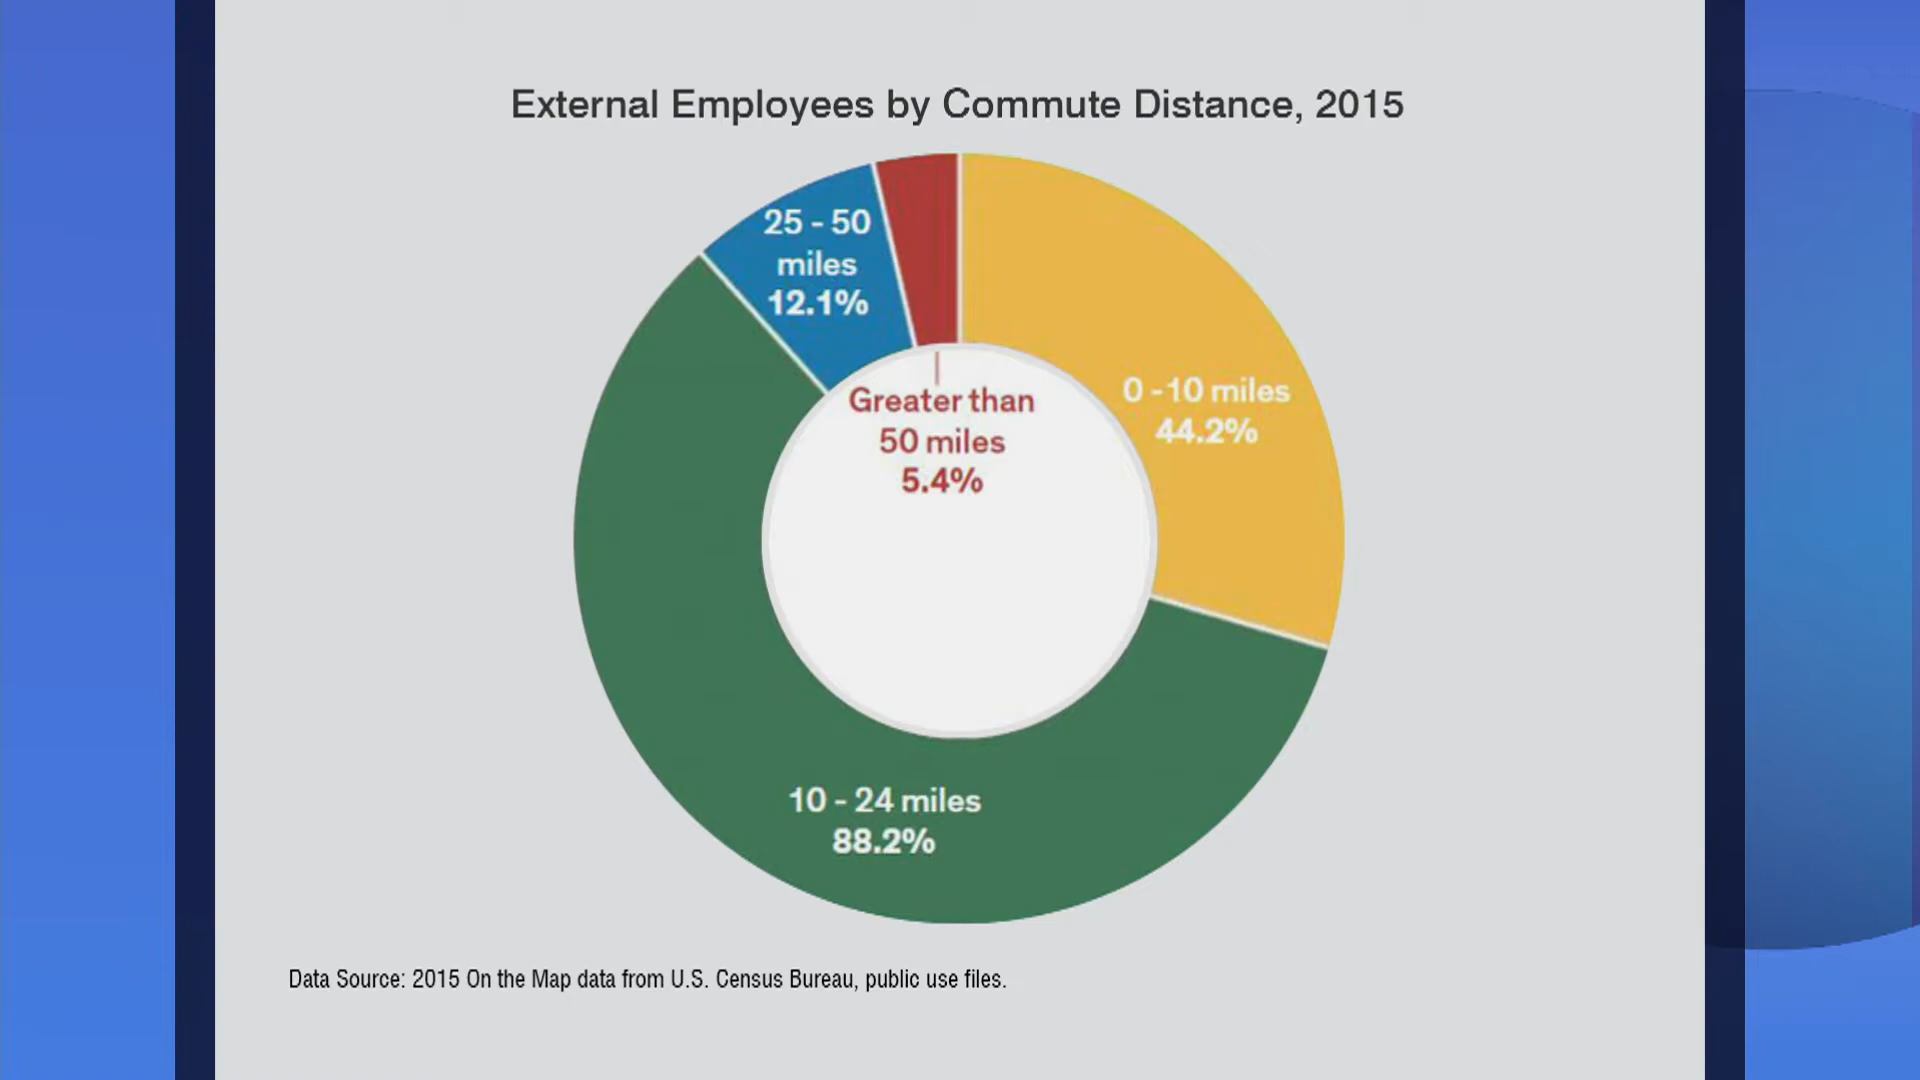 External Employees by Commute Distance, 2015
25 - 50
miles
12.1%
Greater than
50 miles
5.4%
0 -10 miles
44.2%
10 - 24 miles
88.2%
Data Source: 2015 On the Map data from U.S. Census Bureau, public use files.